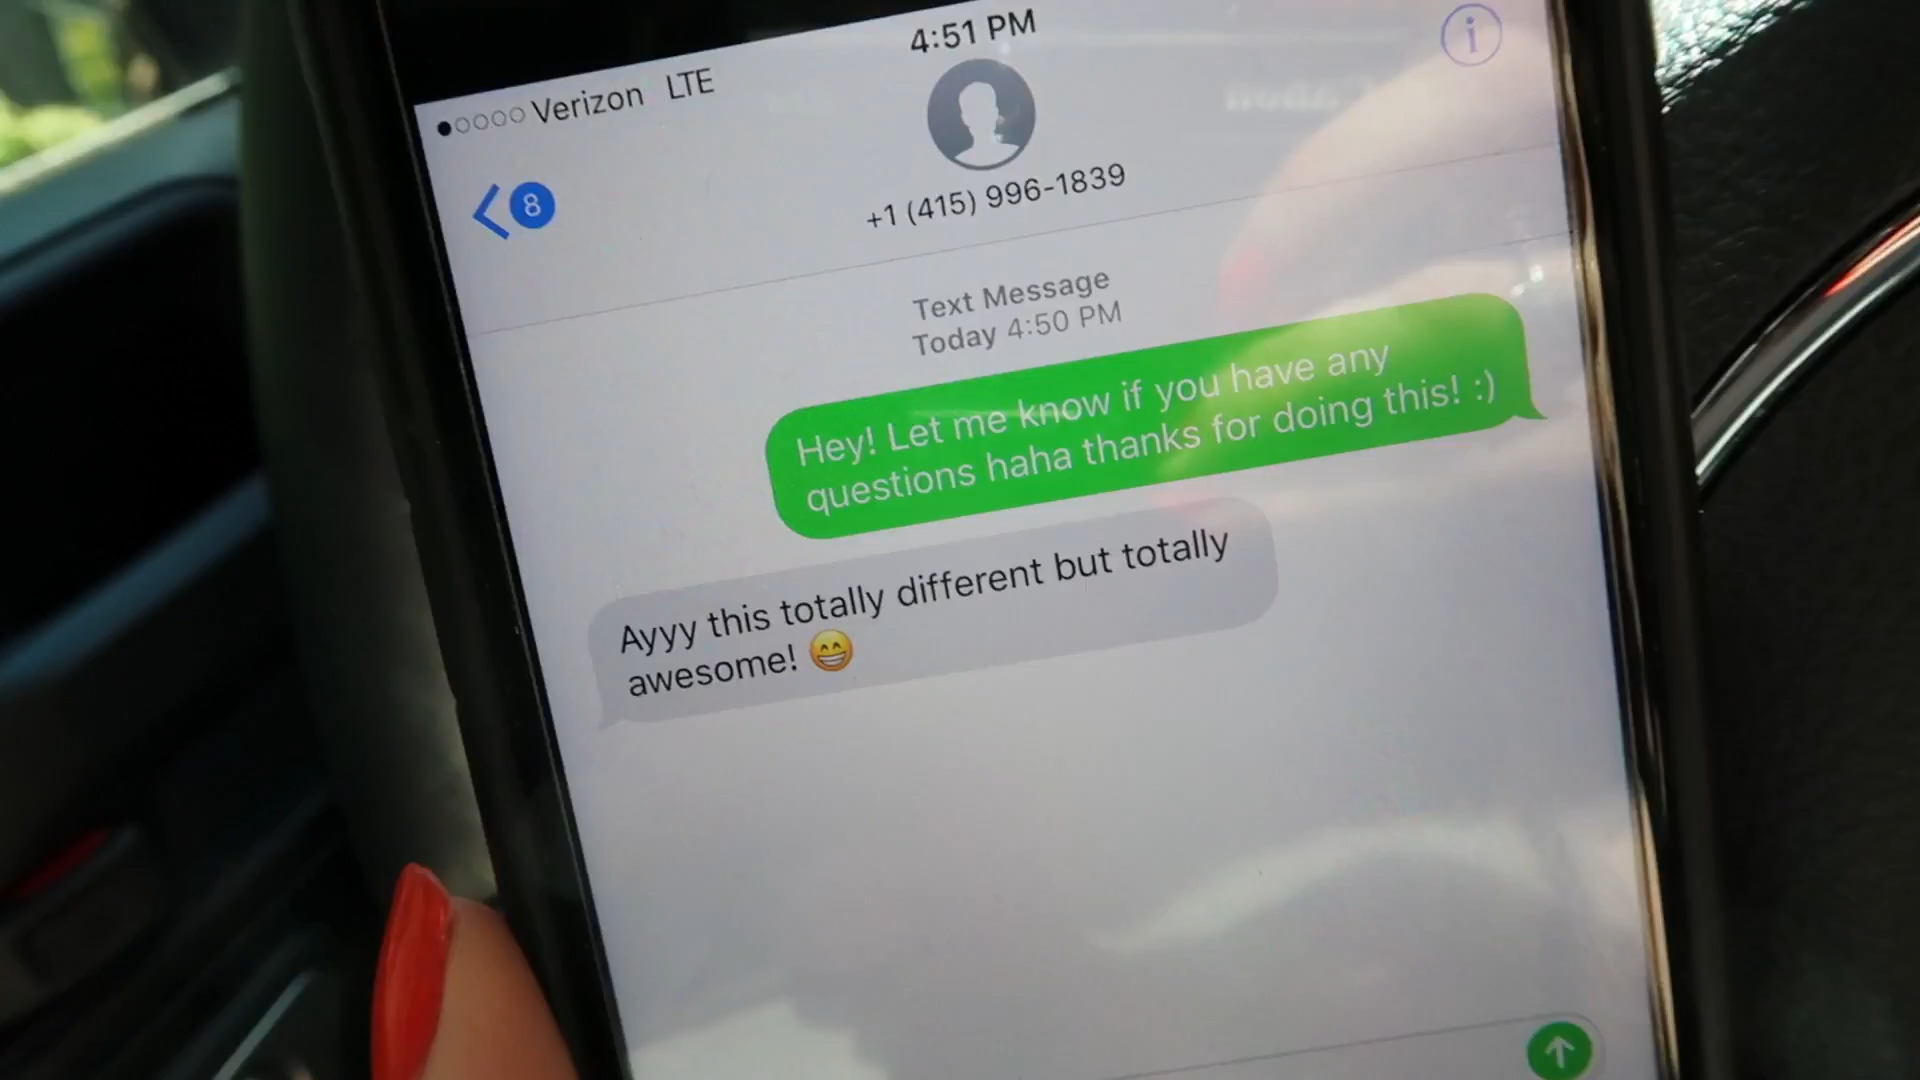 4:51 PM
Verizon LTE
8
+1 (415) 996-1839
Text Message
Today 4:50 PM
Hey! Let me know if you have any
questions haha thanks for doing this! :)
Ayyy this totally different but totally
awesome! 😁